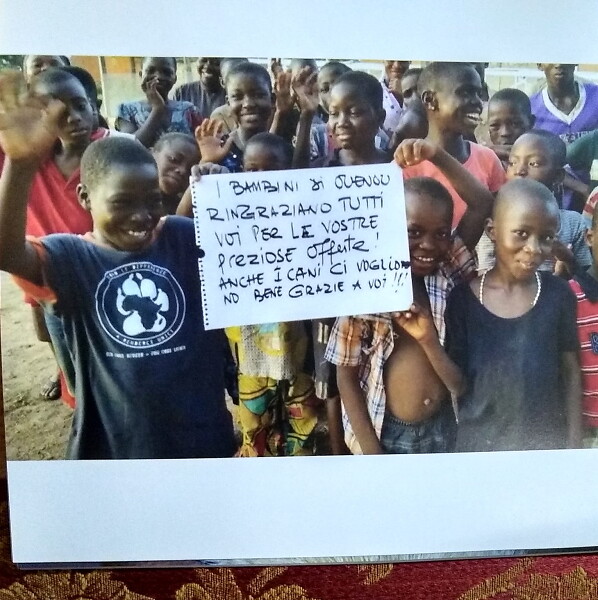 I BAMBINI DI OUENOU
RINGRAZIANO TUTTI
VOI PER LE VOSTRE
PREZIOSE OFFERTE!
ANCHE I CANI CI VOGLIO
NO BENE GRAZIE A VOI !!!